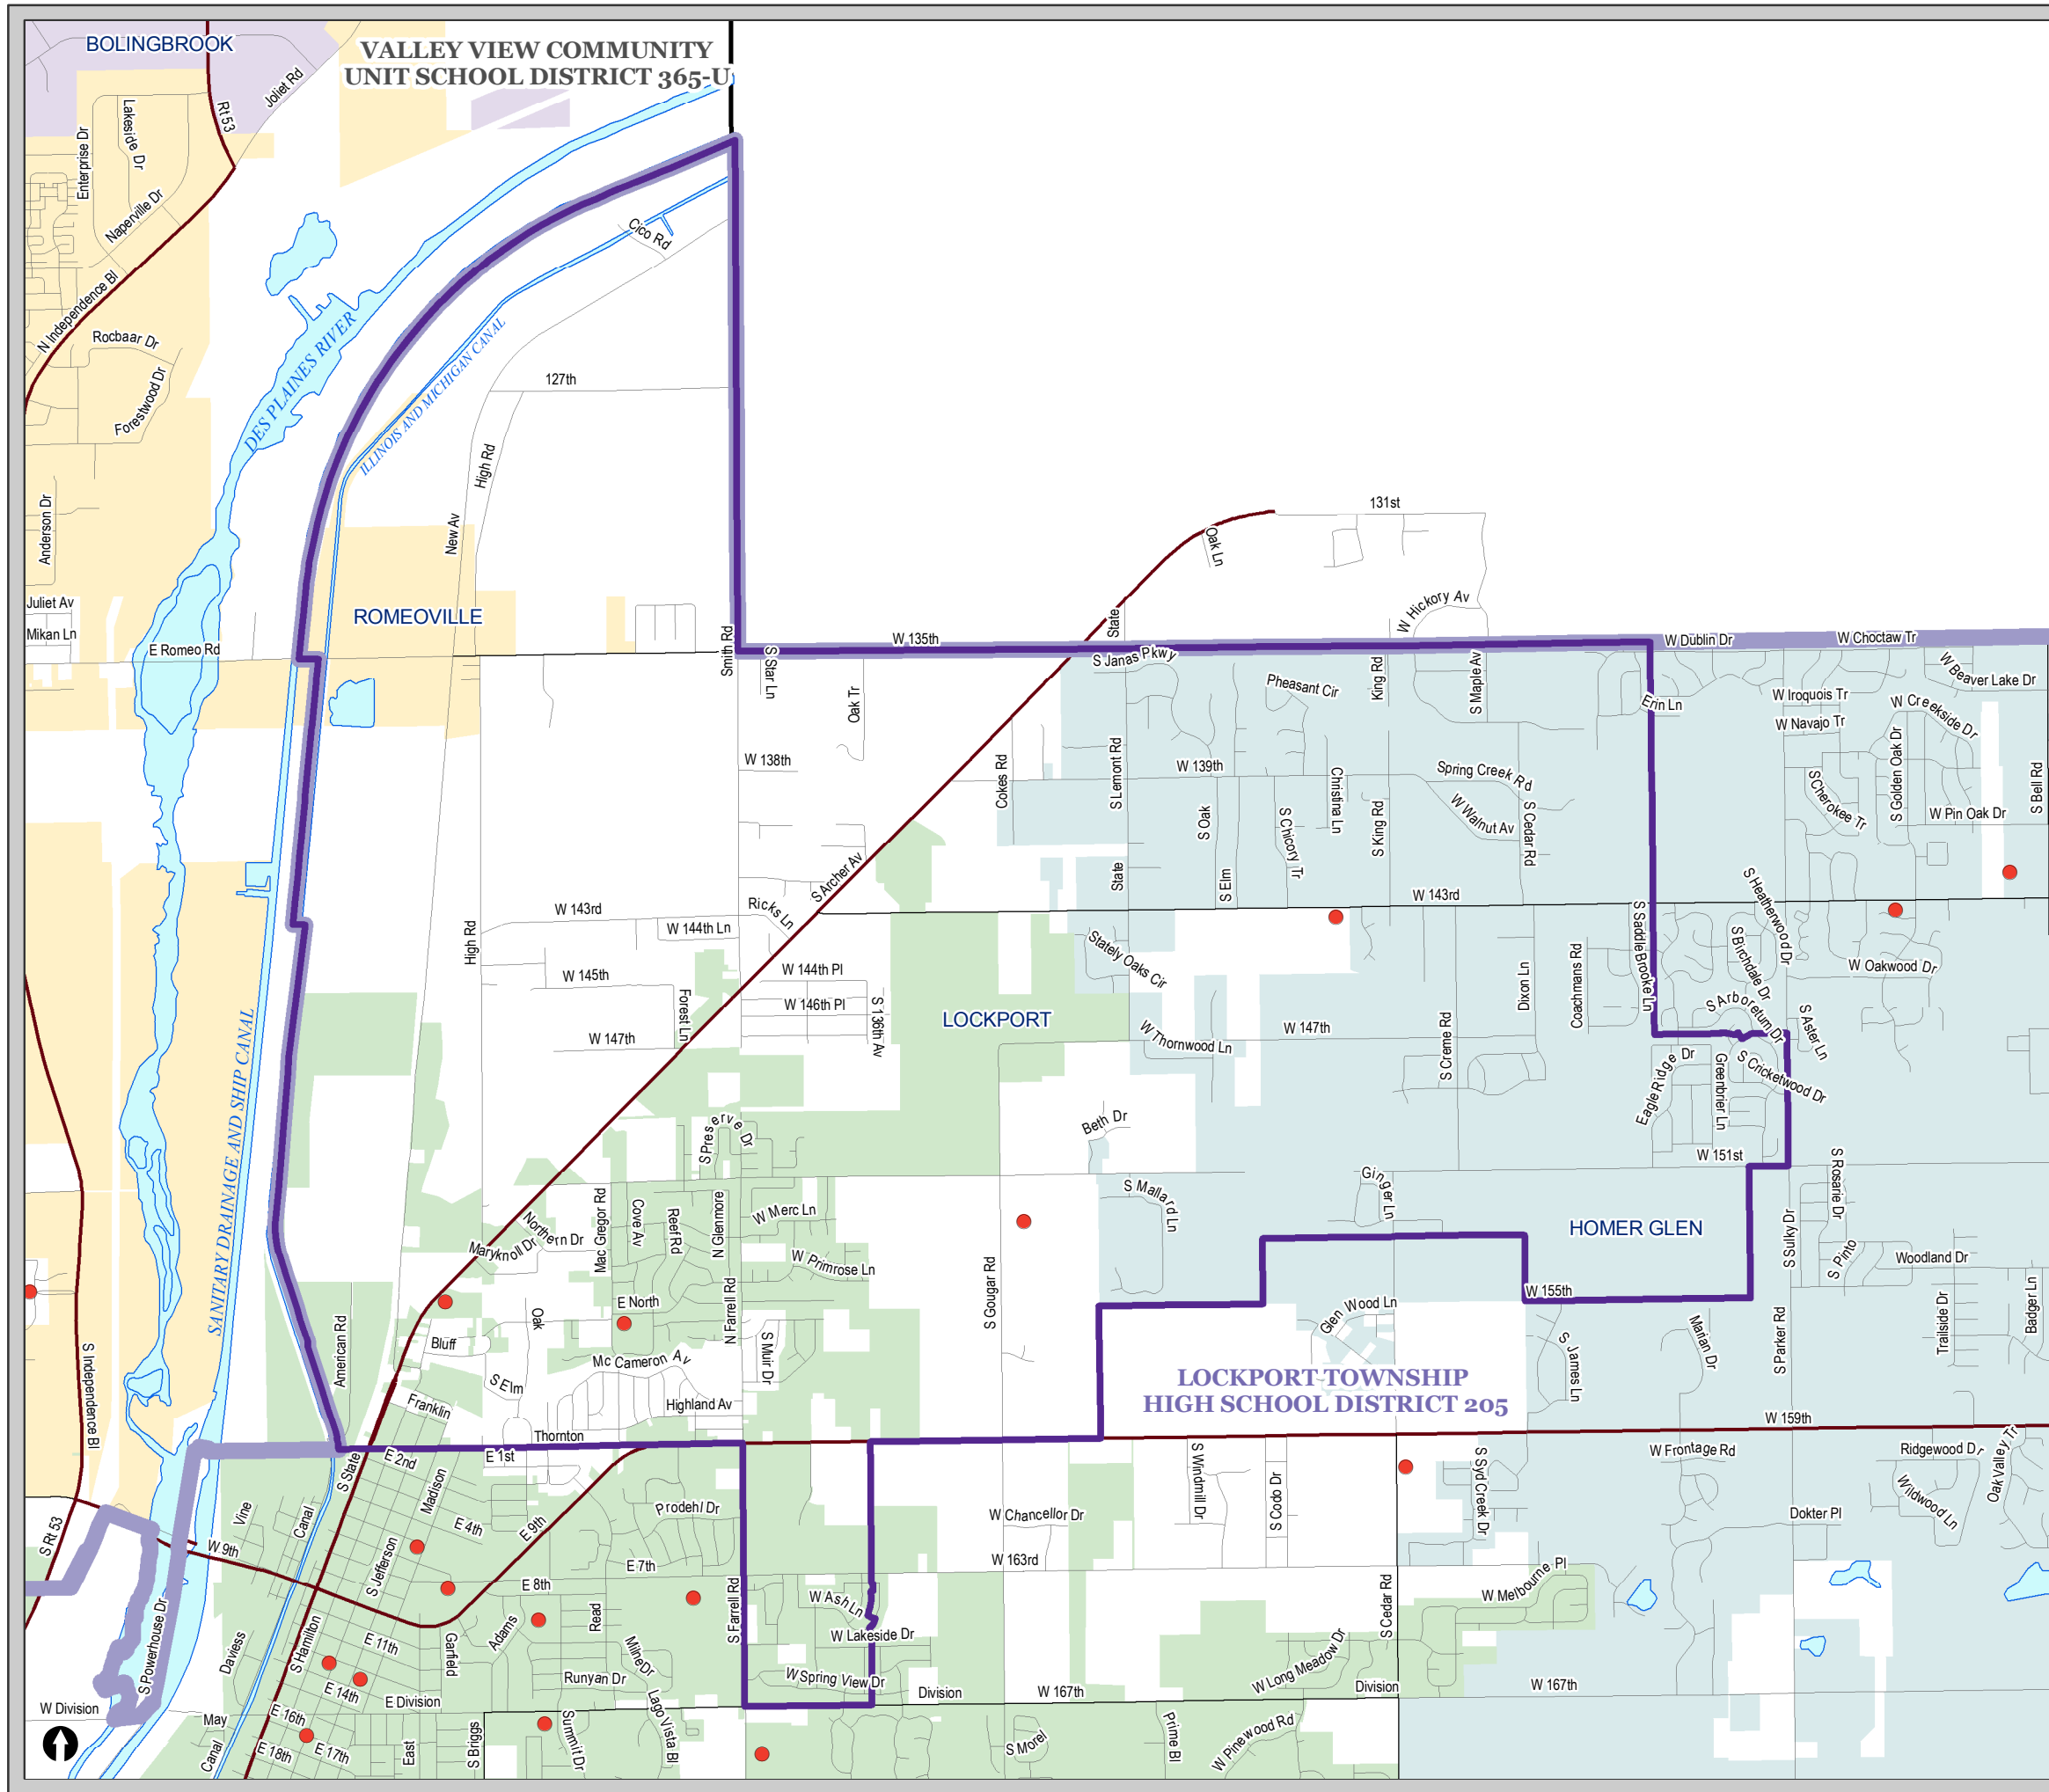 BOLINGBROOK
VALLEY VIEW COMMUNITY
UNIT SCHOOL DISTRICT 365-U
Joliet Rd
Rt 53
Lakeside Dr
Enterprise Dr
Naperville Dr
Cico Rd
N Independence Bl
Rocbaar Dr
Forestwood Dr
DES PLAINES RIVER
ILLINOIS AND MICHIGAN CANAL
127th
High Rd
New Av
Anderson Dr
131st
Oak Ln
Juliet Av
Mikan Ln
E Romeo Rd
ROMEOVILLE
Smith Rd
S Star Ln
W 135th
State
S Janas Pkwy
W Hickory Av
W Dublin Dr
W Choctaw Tr
W Beaver Lake Dr
Oak Tr
Pheasant Cir
King Rd
S Maple Av
Erin Ln
W Iroquois Tr
W Navajo Tr
W Creekside Dr
W 138th
Cokes Rd
S Lemont Rd
W 139th
Christina Ln
Spring Creek Rd
W Walnut Av
S Cedar Rd
S Cherokee Tr
S Golden Oak Dr
W Pin Oak Dr
S Bell Rd
S Oak
S Chicory Tr
S King Rd
S Archer Av
State
S Elm
W 143rd
S Heatherwood Dr
W 143rd
Ricks Ln
W 144th Ln
High Rd
W 145th
W 144th Pl
W 146th Pl
S 136th Av
Forest Ln
W 147th
LOCKPORT
Stately Oaks Cir
W Thornwood Ln
W 147th
S Creme Rd
Dixon Ln
Coachmans Rd
S Saddle Brooke Ln
S Birchdale Dr
W Oakwood Dr
S Arboretum Dr
S Aster Ln
Eagle Ridge Dr
Greenbrier Ln
S Cricketwood Dr
SANITARY DRAINAGE AND SHIP CANAL
S Preserve Dr
Beth Dr
W 151st
S Rosarie Dr
Northern Dr
Maryknoll Dr
Mac Gregor Rd
Cove Av
Reef Rd
N Glenmore
W Merc Ln
W Primrose Ln
S Mallard Ln
Ginger Ln
HOMER GLEN
S Sulky Dr
S Pinto
Woodland Dr
S Gougar Rd
W 155th
E North
N Farrell Rd
Oak
Bluff
American Rd
S Elm
Mc Cameron Av
S Muir Dr
Highland Av
Glen Wood Ln
S James Ln
Marian Dr
S Parker Rd
Trailside Dr
Badger Ln
S Independence Bl
Franklin
LOCKPORT TOWNSHIP
HIGH SCHOOL DISTRICT 205
W 159th
Thornton
E 1st
E 2nd
S State
Madison
S Windmill Dr
S Codo Dr
S Syd Creek Dr
W Frontage Rd
Ridgewood Dr
Oak Valley Tr
Wildwood Ln
S Rt 53
Vine
Canal
E 4th
E 9th
Prodehl Dr
W Chancellor Dr
Dokter Pl
W 9th
S Jefferson
E 7th
W 163rd
E 8th
W Melbourne Pl
S Powerhouse Dr
Daviess
S Hamilton
E 11th
Garfield
Adams
Read
Milne Dr
S Farrell Rd
W Ash Ln
W Lakeside Dr
S Cedar Rd
E 14th
Runyan Dr
W Spring View Dr
W Long Meadow Dr
W Division
May
E 16th
E Division
Lago Vista Bl
Division
W 167th
Division
W 167th
Canal
E 18th
E 17th
East
S Briggs
Summit Dr
S Morel
Prime Bl
W Pinewood Rd